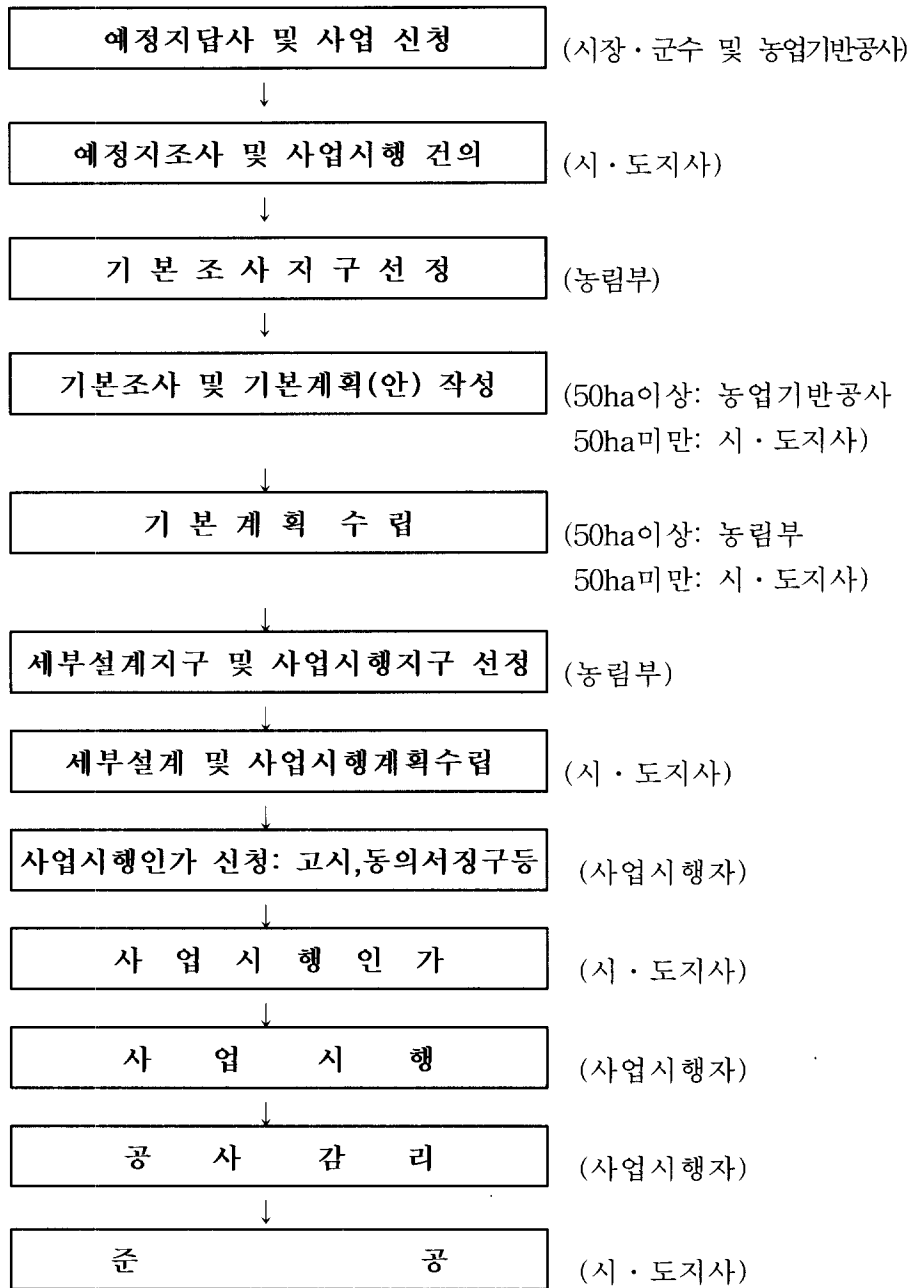 예정지답사 및 사업 신청 (시장·군수 및 농업기반공사)
↓
예정지조사 및 사업시행 건의 (시·도지사)
↓
기 본 조 사 지 구 선 정 (농림부)
↓
기본조사 및 기본계획(안) 작성 (50ha이상: 농업기반공사
50ha미만: 시·도지사)
↓
기 본 계 획 수 립 (50ha이상: 농림부
50ha미만: 시·도지사)
↓
세부설계지구 및 사업시행지구 선정 (농림부)
↓
세부설계 및 사업시행계획수립 (시·도지사)
↓
사업시행인가 신청: 고시,동의서징구등 (사업시행자)
↓
사 업 시 행 인 가 (시·도지사)
↓
사 업 시 행 (사업시행자)
↓
공 사 감 리 (사업시행자)
↓
준 공 (시·도지사)